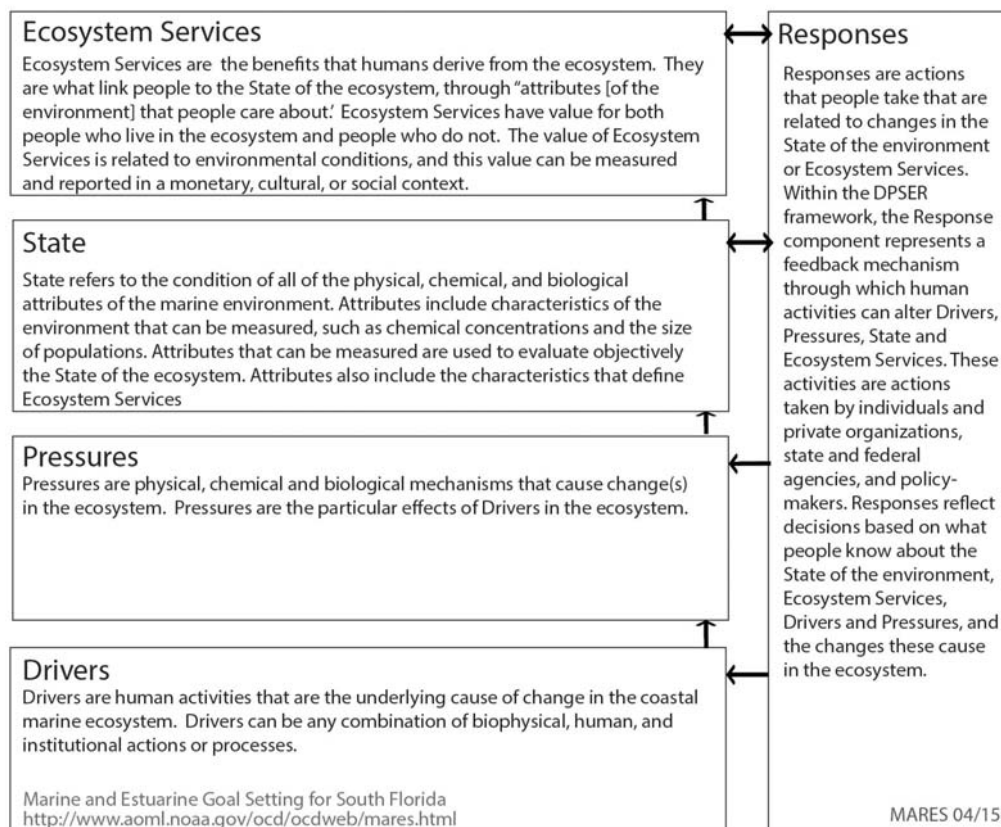 Ecosystem Services
Ecosystem Services are the benefits that humans derive from the ecosystem. They
are what link people to the State of the ecosystem, through “attributes [of the
environment] that people care about.’ Ecosystem Services have value for both
people who live in the ecosystem and people who do not. The value of Ecosystem
Services is related to environmental conditions, and this value can be measured
and reported in a monetary, cultural, or social context.
State
State refers to the condition of all of the physical, chemical, and biological
attributes of the marine environment. Attributes include characteristics of the
environment that can be measured, such as chemical concentrations and the size
of populations. Attributes that can be measured are used to evaluate objectively
the State of the ecosystem. Attributes also include the characteristics that define
Ecosystem Services
Pressures
Pressures are physical, chemical and biological mechanisms that cause change(s)
in the ecosystem. Pressures are the particular effects of Drivers in the ecosystem.
Drivers
Drivers are human activities that are the underlying cause of change in the coastal
marine ecosystem. Drivers can be any combination of biophysical, human, and
institutional actions or processes.
Marine and Estuarine Goal Setting for South Florida
http://www.aoml.noaa.gov/ocd/ocdweb/mares.html
Responses
Responses are actions
that people take that are
related to changes in the
State of the environment
or Ecosystem Services.
Within the DPSER
framework, the Response
component represents a
feedback mechanism
through which human
activities can alter Drivers,
Pressures, State and
Ecosystem Services. These
activities are actions
taken by individuals and
private organizations,
state and federal
agencies, and policy-
makers. Responses reflect
decisions based on what
people know about the
State of the environment,
Ecosystem Services,
Drivers and Pressures, and
the changes these cause
in the ecosystem.
MARES 04/15